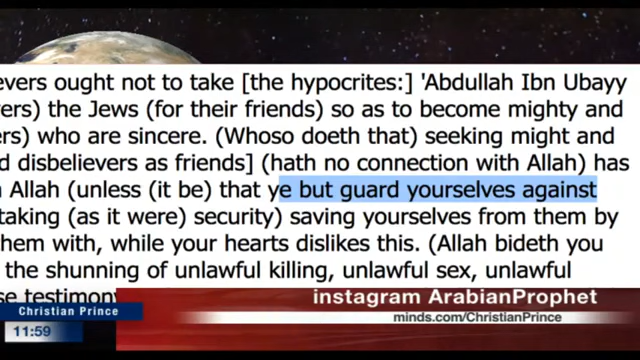 evers ought not to take [the hypocrites:] 'Abdullah Ibn Ubayy
ers) the Jews (for their friends) so as to become mighty and
ers) who are sincere. (Whoso doeth that) seeking might and
d disbelievers as friends] (hath no connection with Allah) has
Allah (unless (it be) that ye but guard yourselves against
taking (as it were) security) saving yourselves from them by
hem with, while your hearts dislikes this. (Allah bideth you
the shunning of unlawful killing, unlawful sex, unlawful
se testimony
instagram ArabianProphet
Christian Prince
minds.com/ChristianPrince
11:59